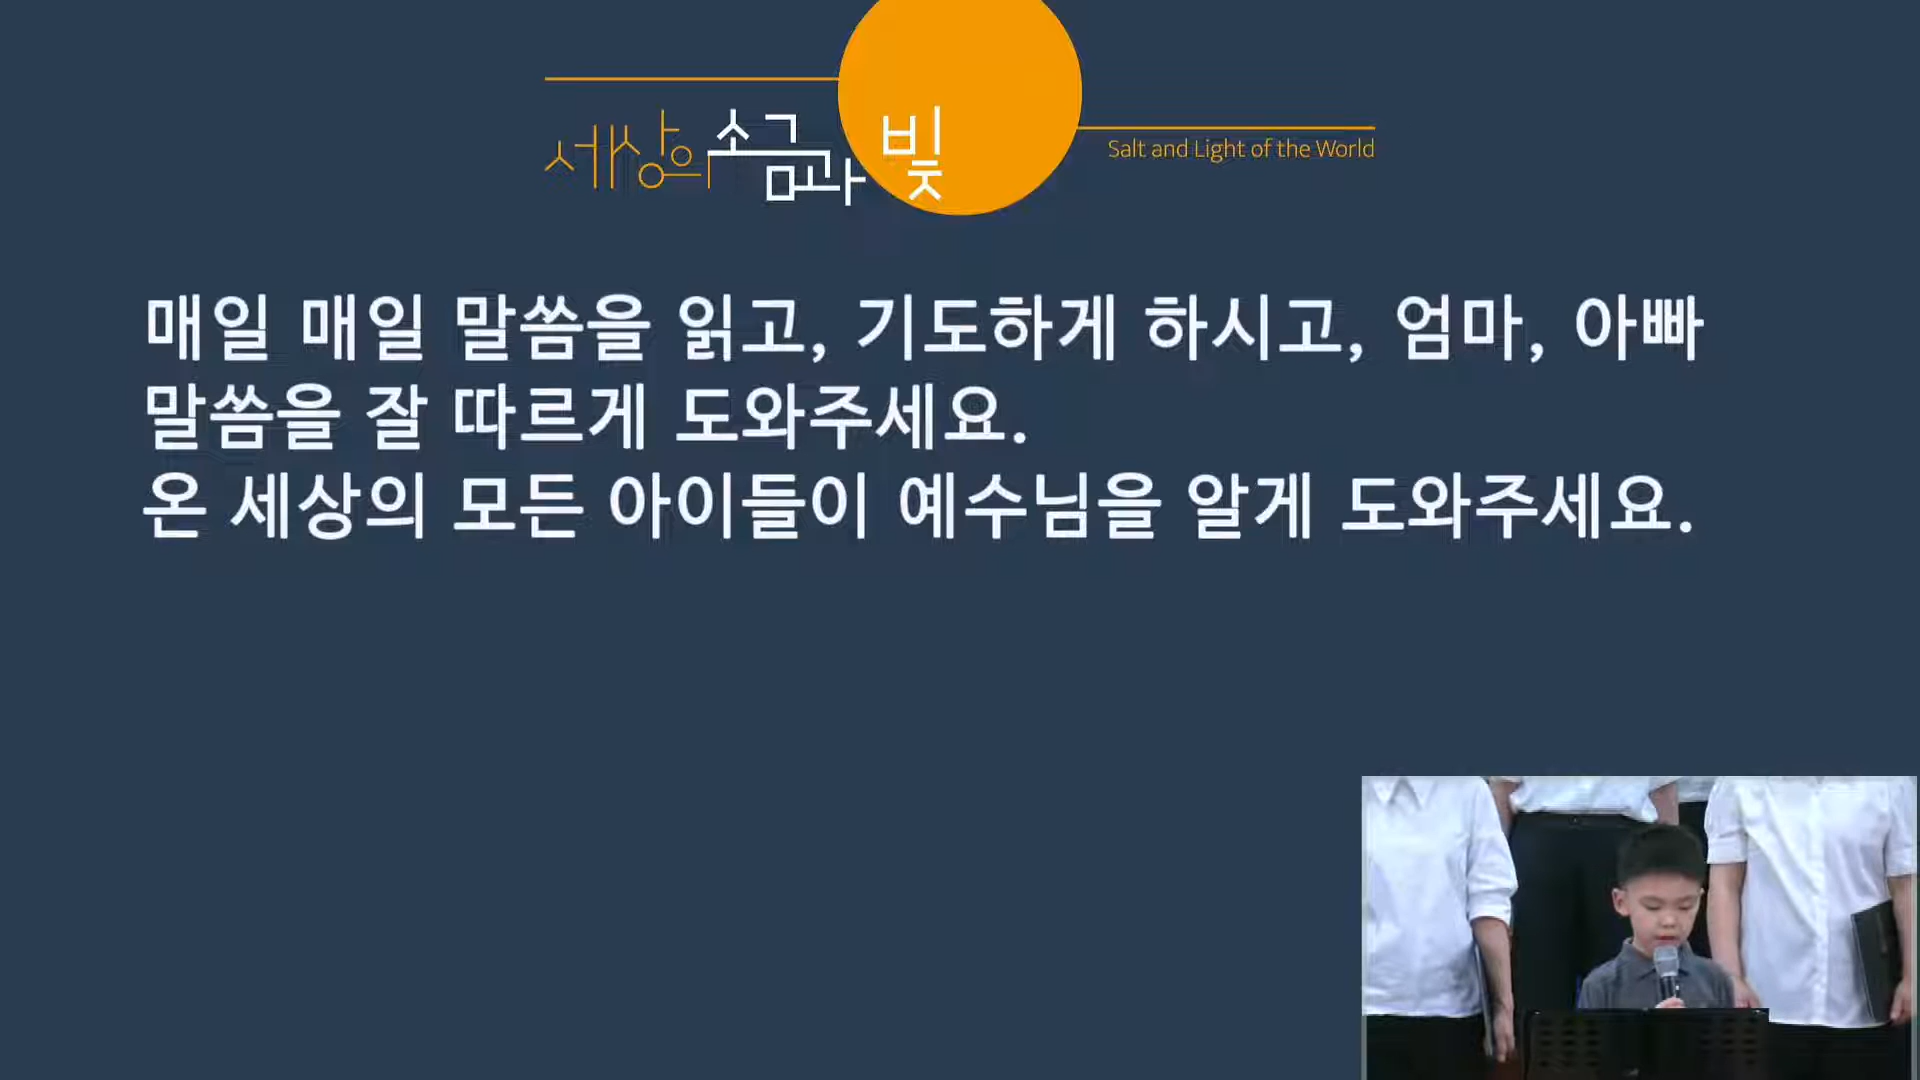 세상의 소금과 빛
Salt and Light of the World
매일 매일 말씀을 읽고, 기도하게 하시고, 엄마, 아빠
말씀을 잘 따르게 도와주세요.
온 세상의 모든 아이들이 예수님을 알게 도와주세요.